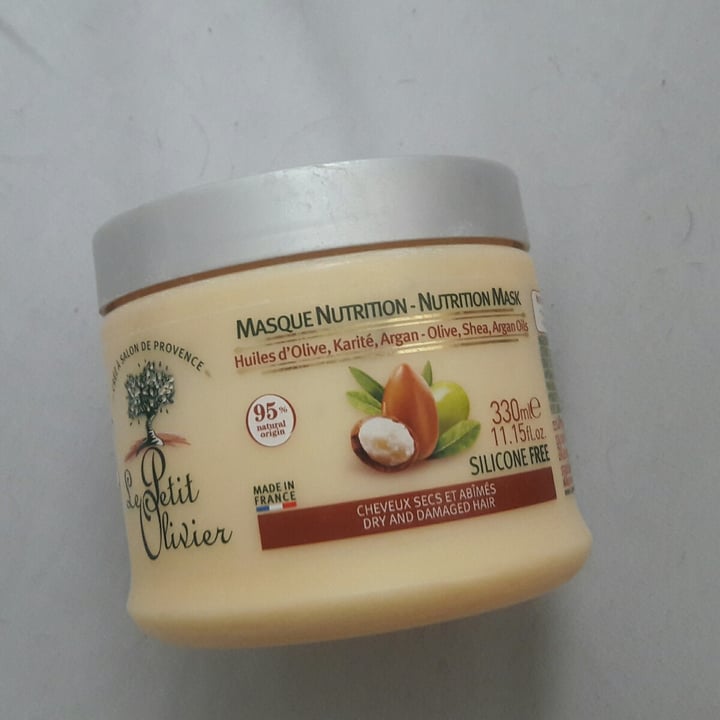 MASQUE NUTRITION - NUTRITION MASK
Huiles d'Olive, Karité, Argan - Olive, Shea, Argan Oils
À SALON DE PROVENCE
Le Petit
Olivier
95%
natural
origin
330ml℮
11.15fl.oz.
SILICONE FREE
MADE IN
FRANCE
CHEVEUX SECS ET ABÎMÉS
DRY AND DAMAGED HAIR